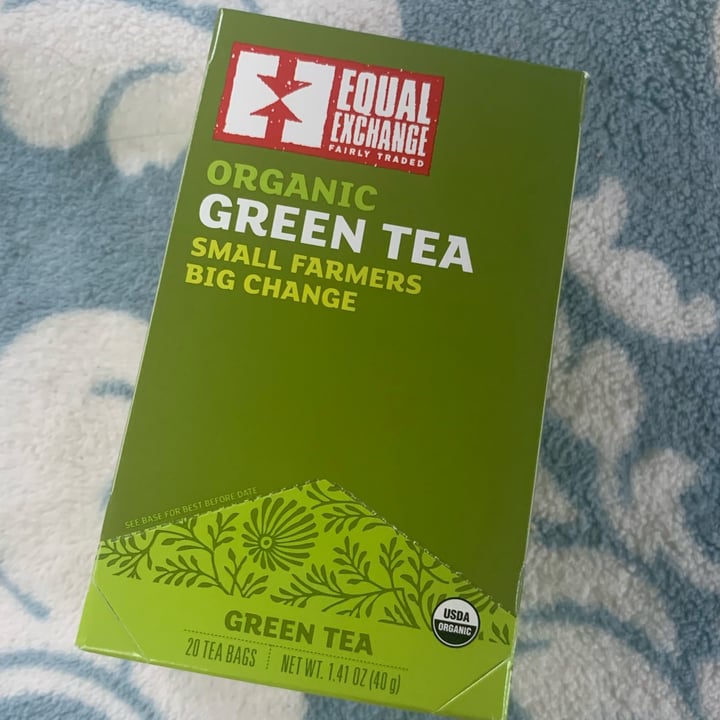 EQUAL
EXCHANGE
FAIRLY TRADED
ORGANIC
GREEN TEA
SMALL FARMERS
BIG CHANGE
SEE BASE FOR BEST BEFORE DATE
GREEN TEA
20 TEA BAGS | NET WT. 1.41 OZ (40 g)
USDA
ORGANIC